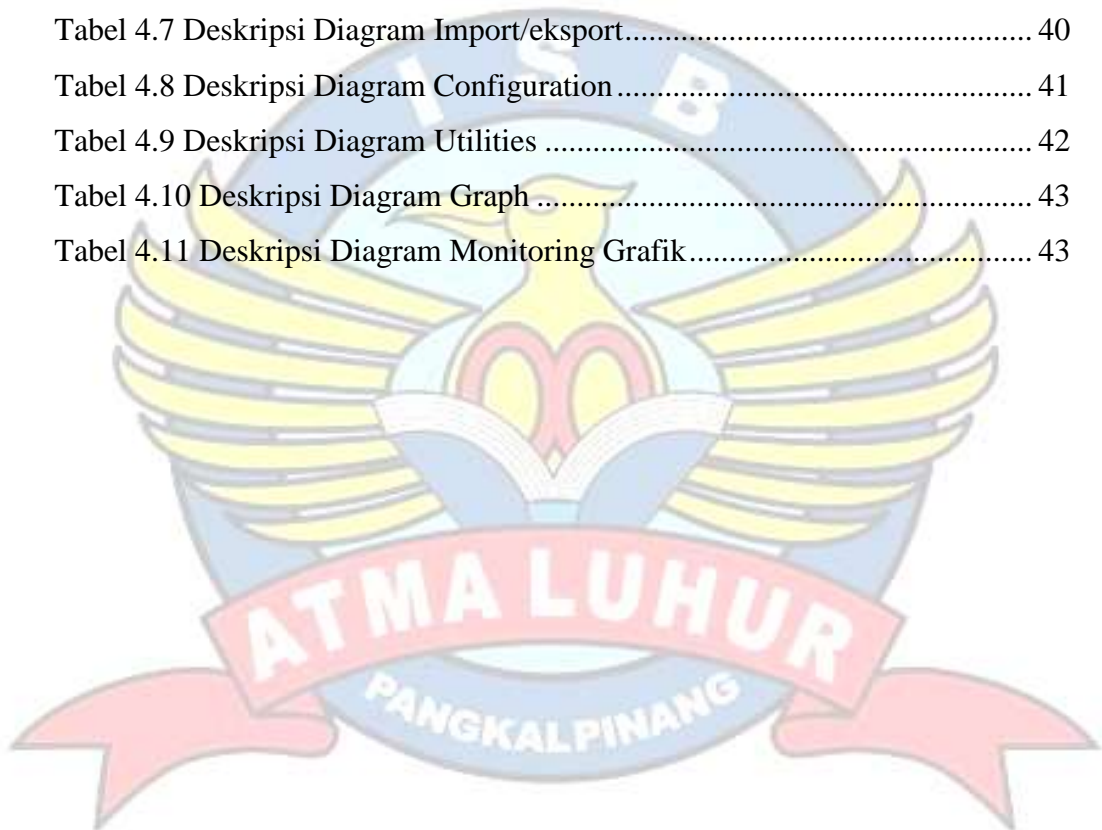 Tabel 4.7 Deskripsi Diagram Import/eksport................................................ 40
Tabel 4.8 Deskripsi Diagram Configuration ................................................. 41
Tabel 4.9 Deskripsi Diagram Utilities .......................................................... 42
Tabel 4.10 Deskripsi Diagram Graph ........................................................... 43
Tabel 4.11 Deskripsi Diagram Monitoring Grafik......................................... 43
I S B
ATMA LUHUR
PANGKALPINANG